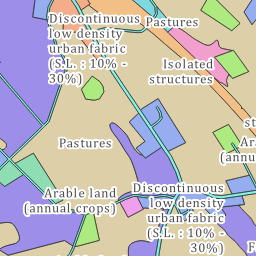 Discontinuous
low density
urban fabric
(S.L. : 10% -
30%)
Pastures
Isolated
structures
Pastures
Arable land
(annual crops)
Discontinuous
low density
urban fabric
(S.L. : 10% -
30%)